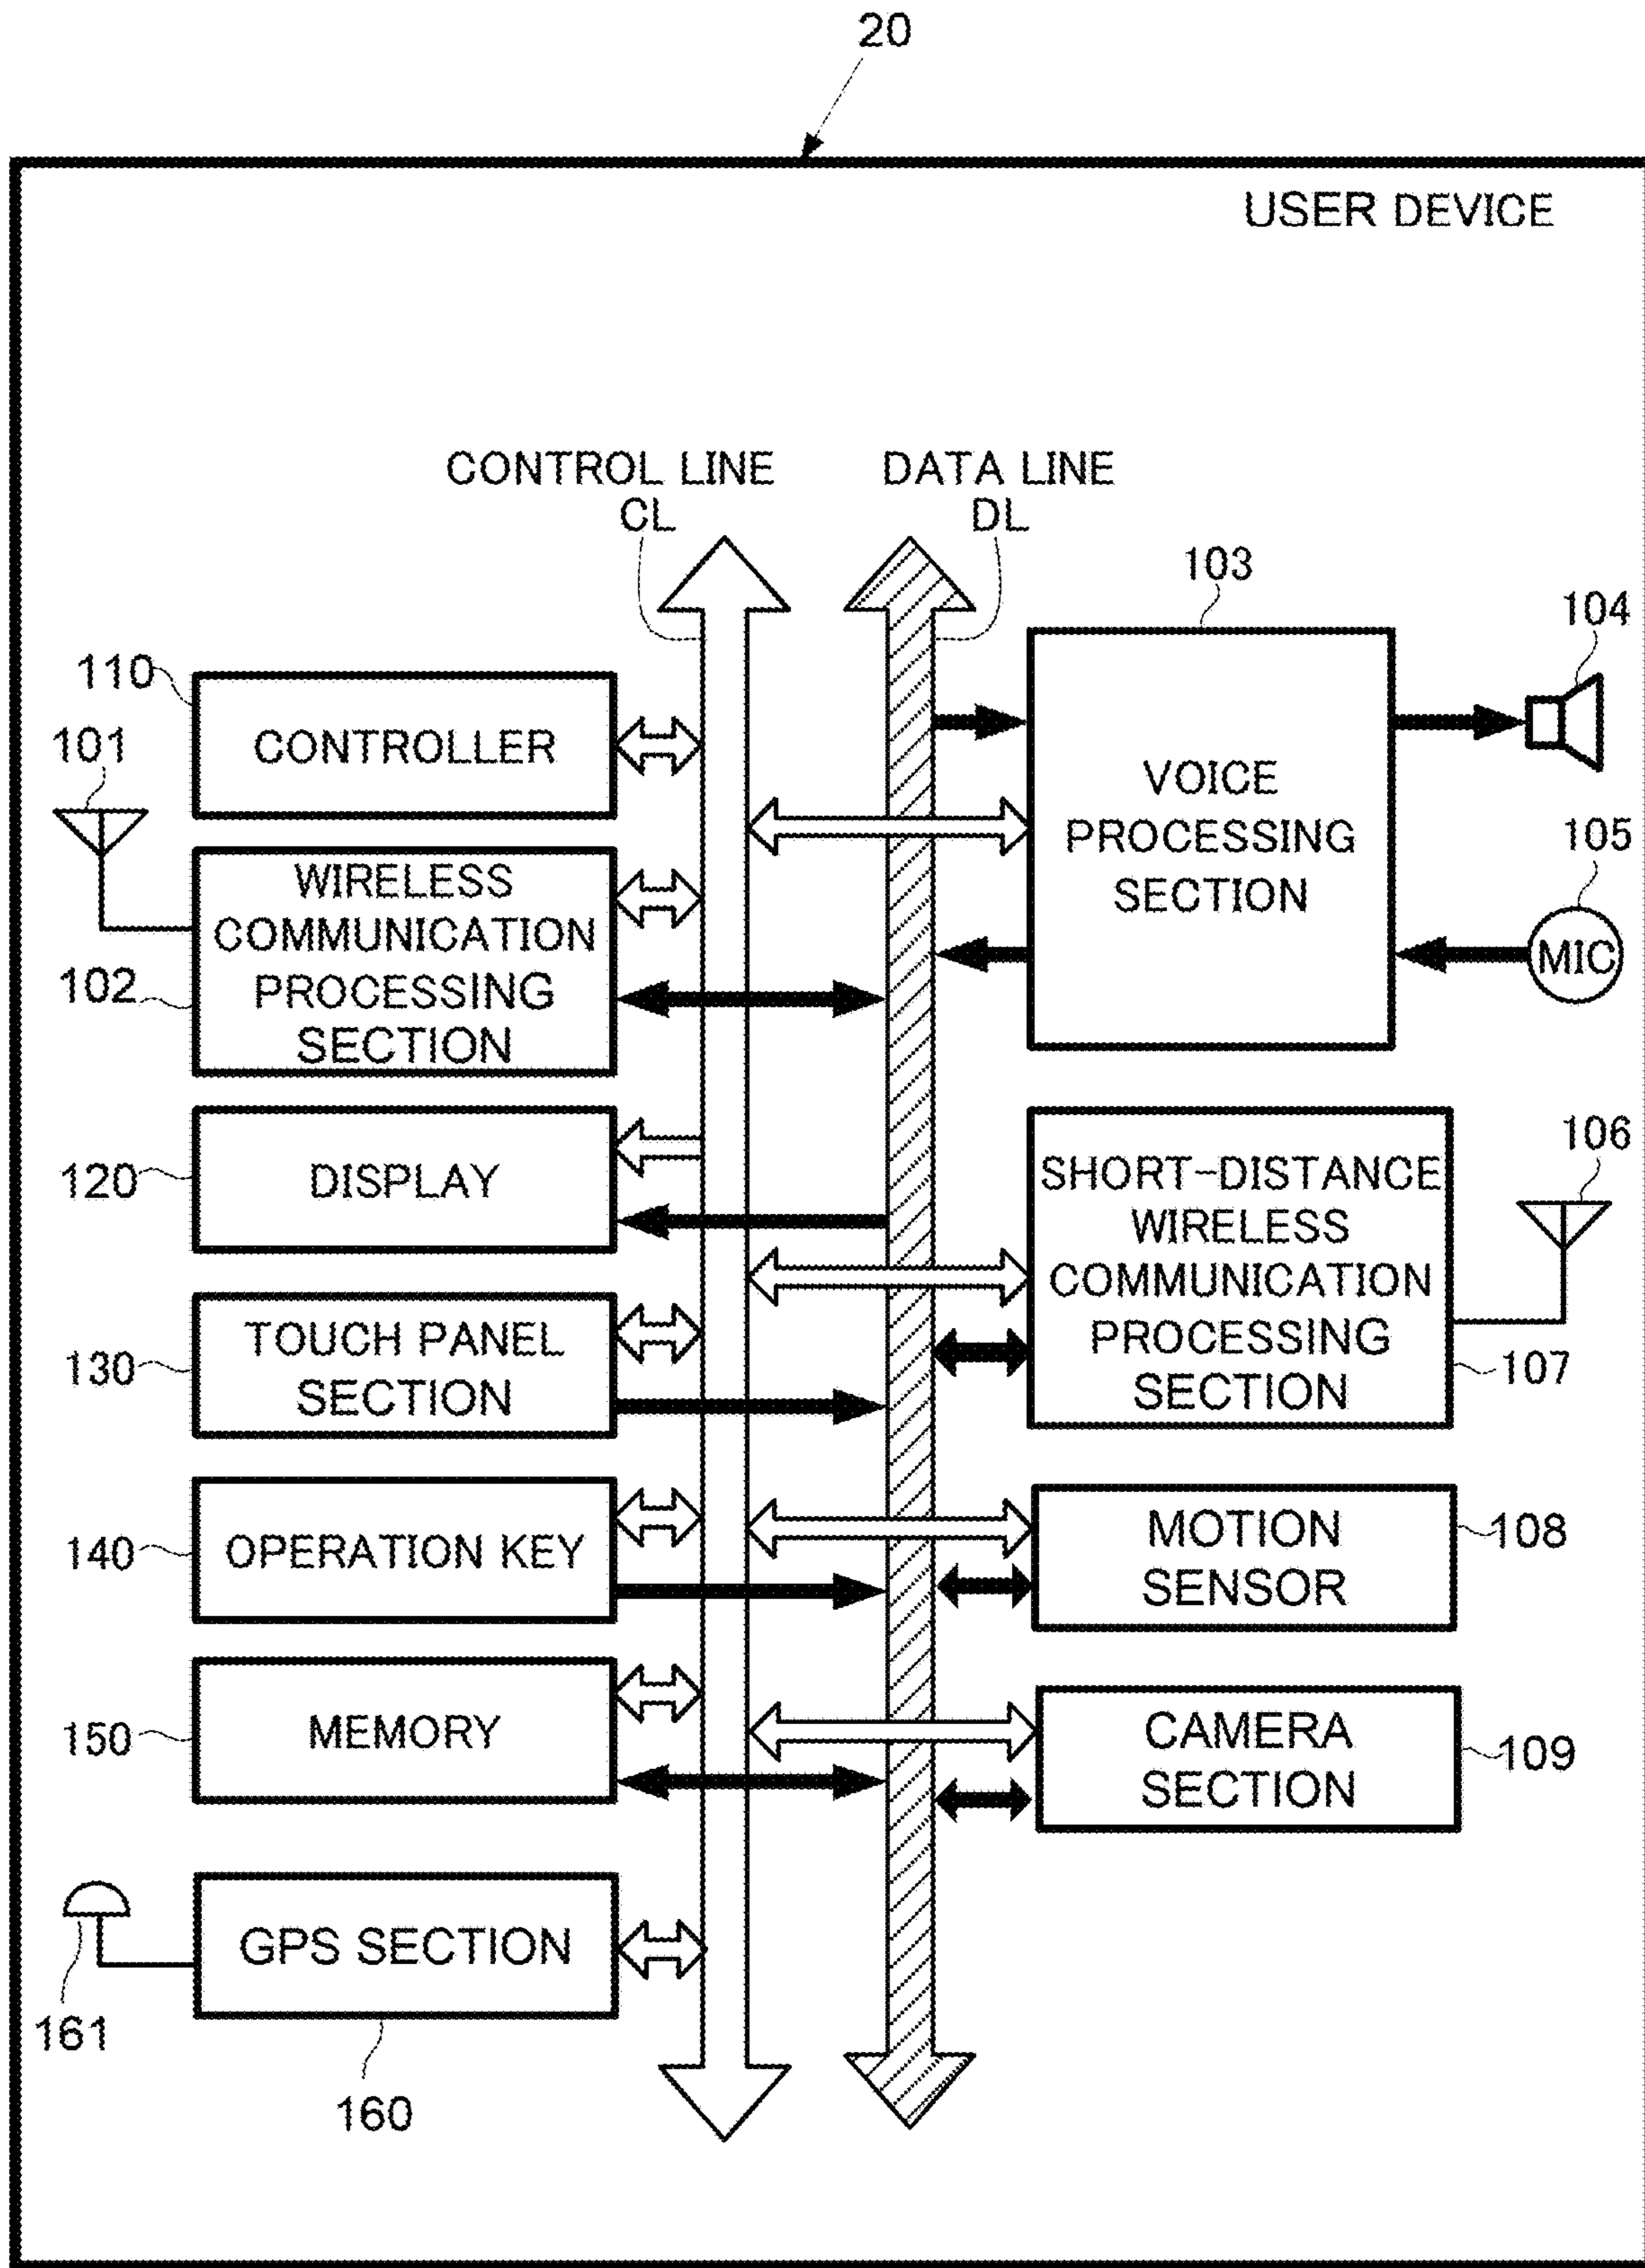 20
USER DEVICE
CONTROL LINE
CL
DATA LINE
DL
110
CONTROLLER
101
WIRELESS
COMMUNICATION
PROCESSING
SECTION
102
120
DISPLAY
130
TOUCH PANEL
SECTION
140
OPERATION KEY
150
MEMORY
GPS SECTION
161
160
103
VOICE
PROCESSING
SECTION
104
105
MIC
SHORT-DISTANCE
WIRELESS
COMMUNICATION
PROCESSING
SECTION
106
107
MOTION
SENSOR
108
CAMERA
SECTION
109